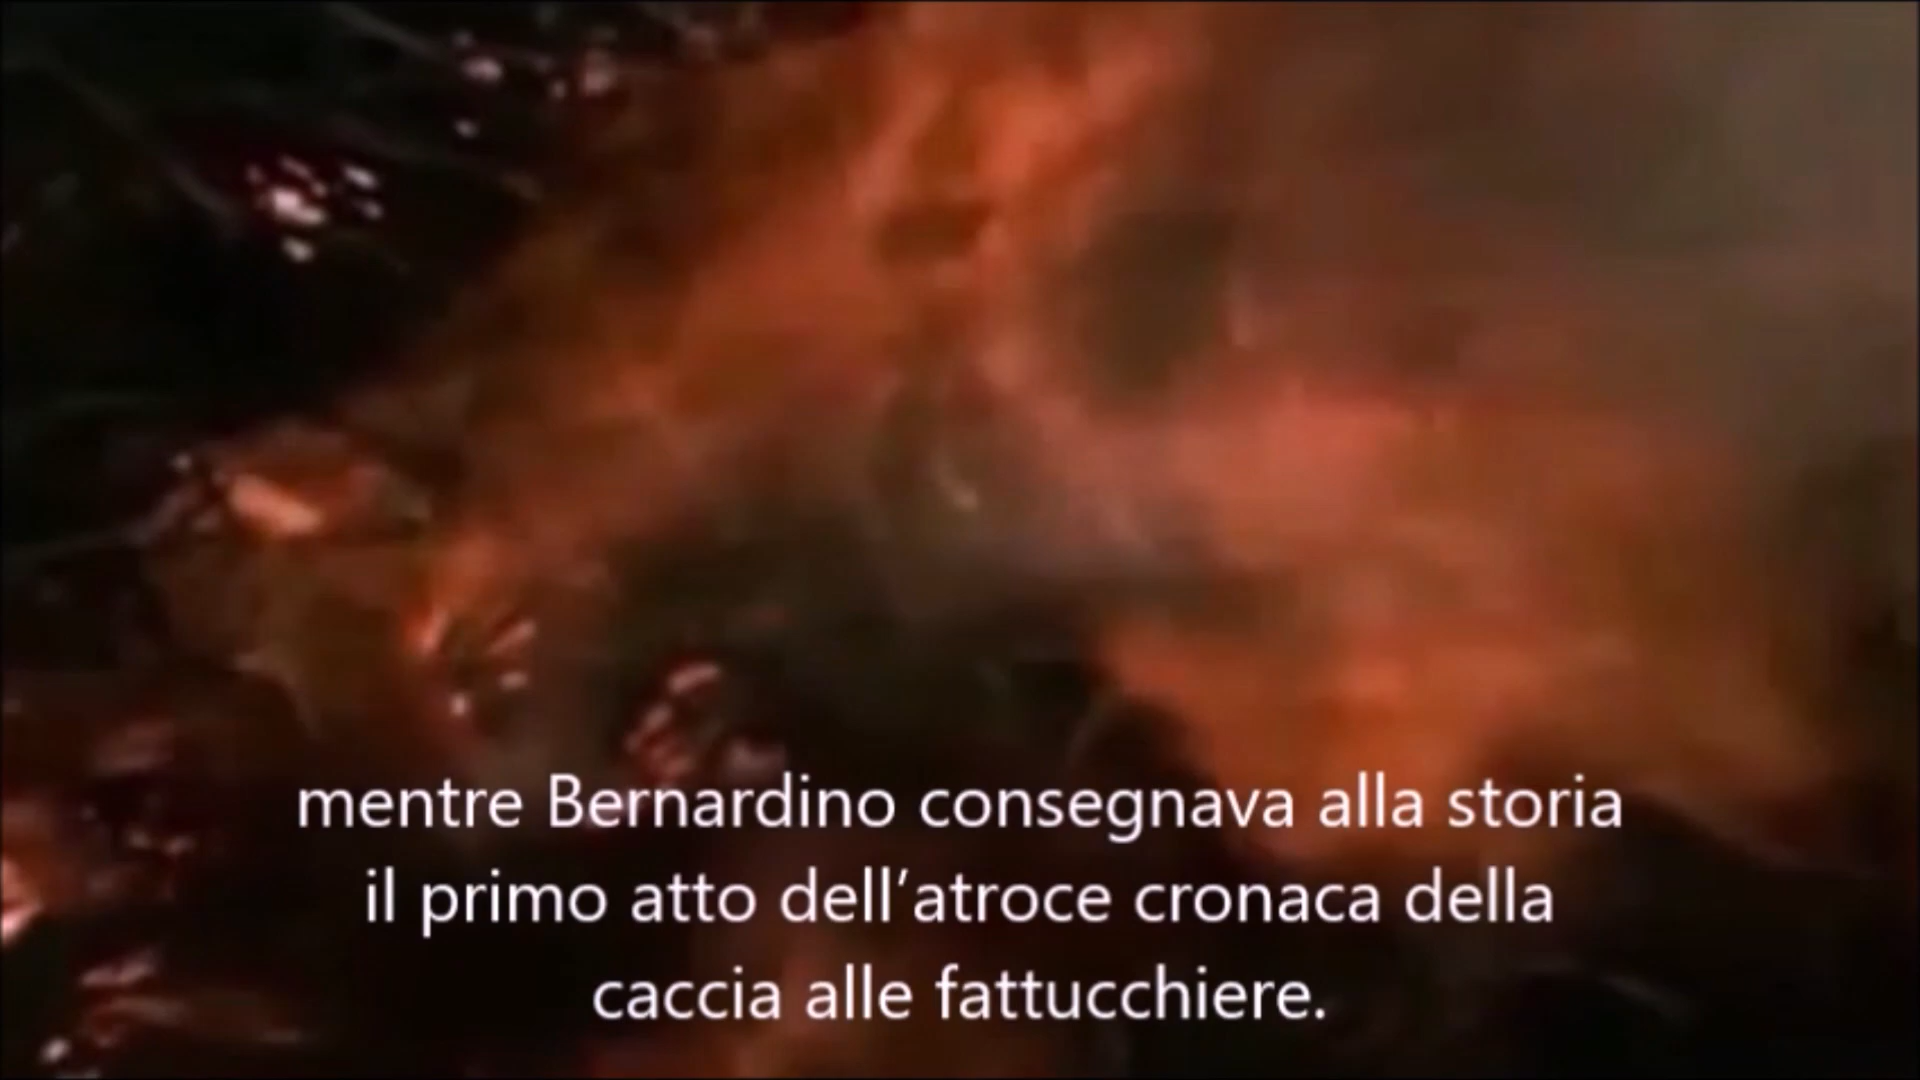 mentre Bernardino consegnava alla storia
il primo atto dell’atroce cronaca della
caccia alle fattucchiere.